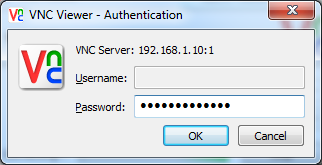 VNC Viewer - Authentication
VNC Server: 192.168.1.10:1
Username:
Password: •••••••••••••
OK Cancel